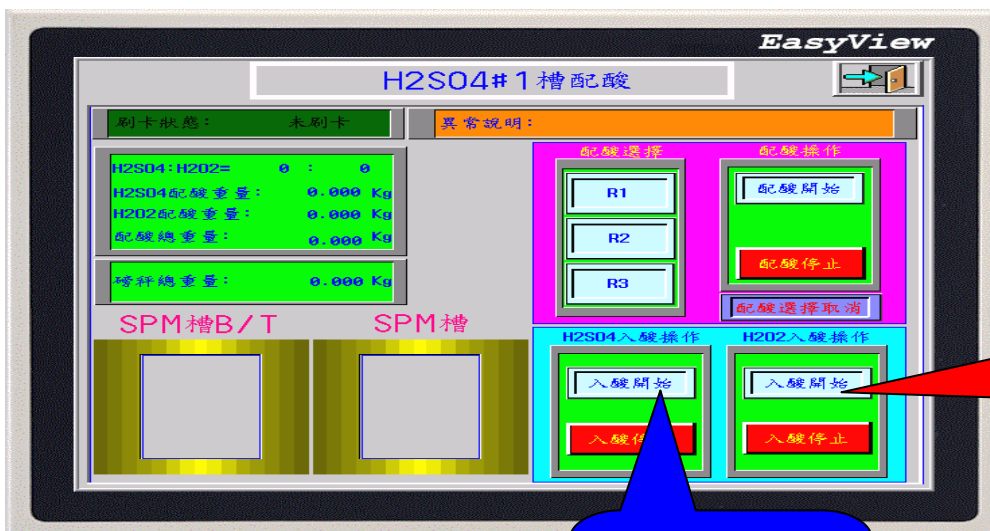 EasyView
H2SO4#1槽配酸
刷卡狀態: 未刷卡
異常說明:
H2SO4:H2O2= 0 : 0
H2SO4配酸重量: 0.000 Kg
H2O2配酸重量: 0.000 Kg
配酸總重量: 0.000 Kg
磅秤總重量: 0.000 Kg
配酸選擇
R1
R2
R3
配酸操作
配酸開始
配酸停止
配酸選擇取消
SPM槽B/T
SPM槽
H2SO4入酸操作
入酸開始
入酸停
H2O2入酸操作
入酸開始
入酸停止